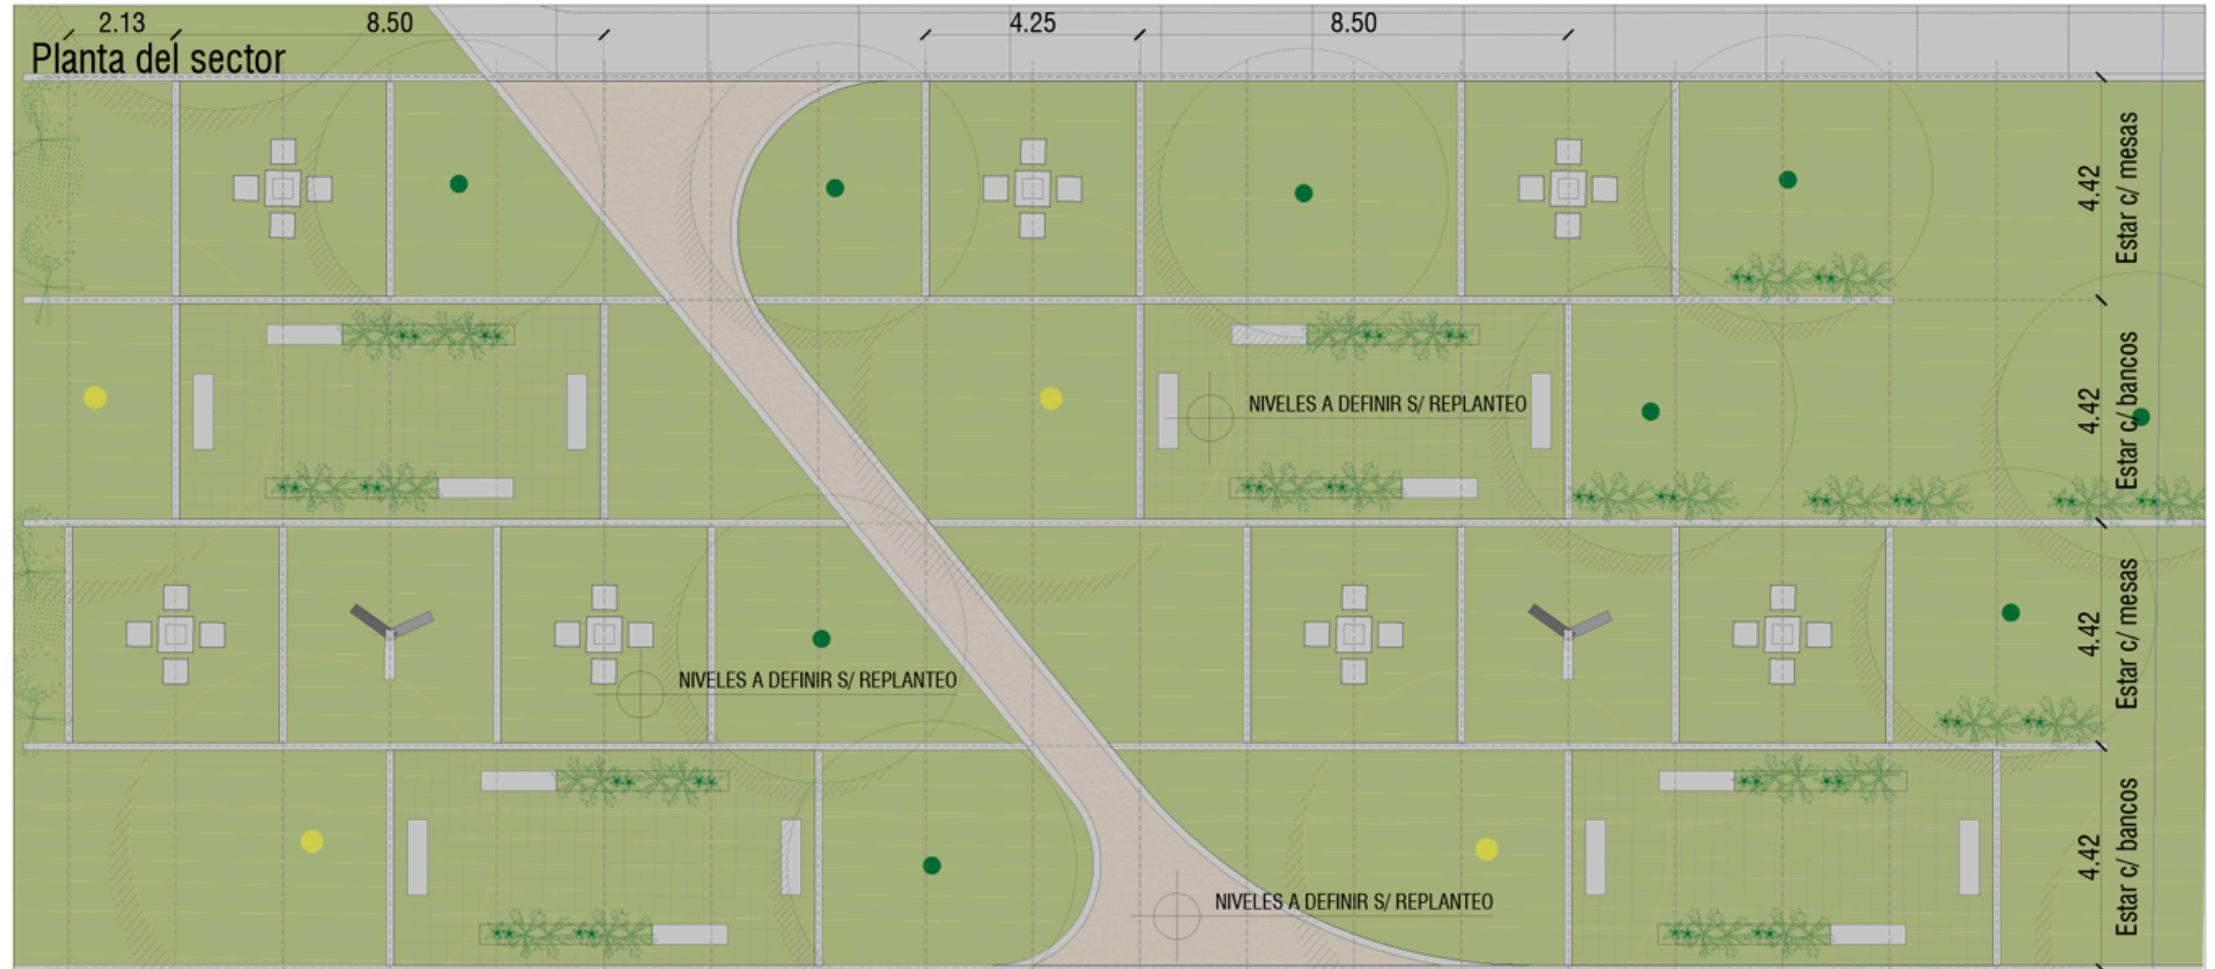 2.13 8.50 4.25 8.50
Planta del sector
4.42 Estar c/ mesas
NIVELES A DEFINIR S/ REPLANTEO
4.42 Estar c/ bancos
NIVELES A DEFINIR S/ REPLANTEO
4.42 Estar c/ mesas
NIVELES A DEFINIR S/ REPLANTEO
4.42 Estar c/ bancos